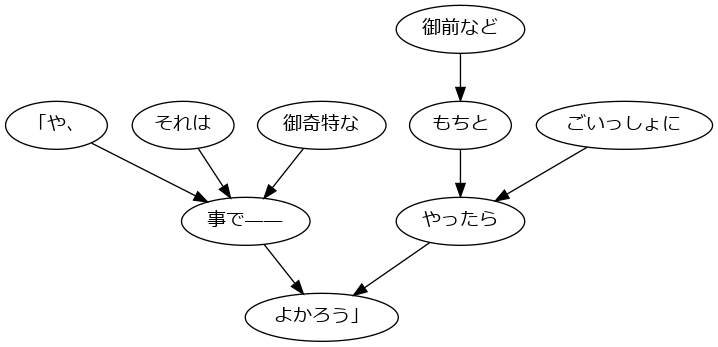 御前など
「や、 それは 御奇特な もちと ごいっしょに
事で―― やったら
よかろう」